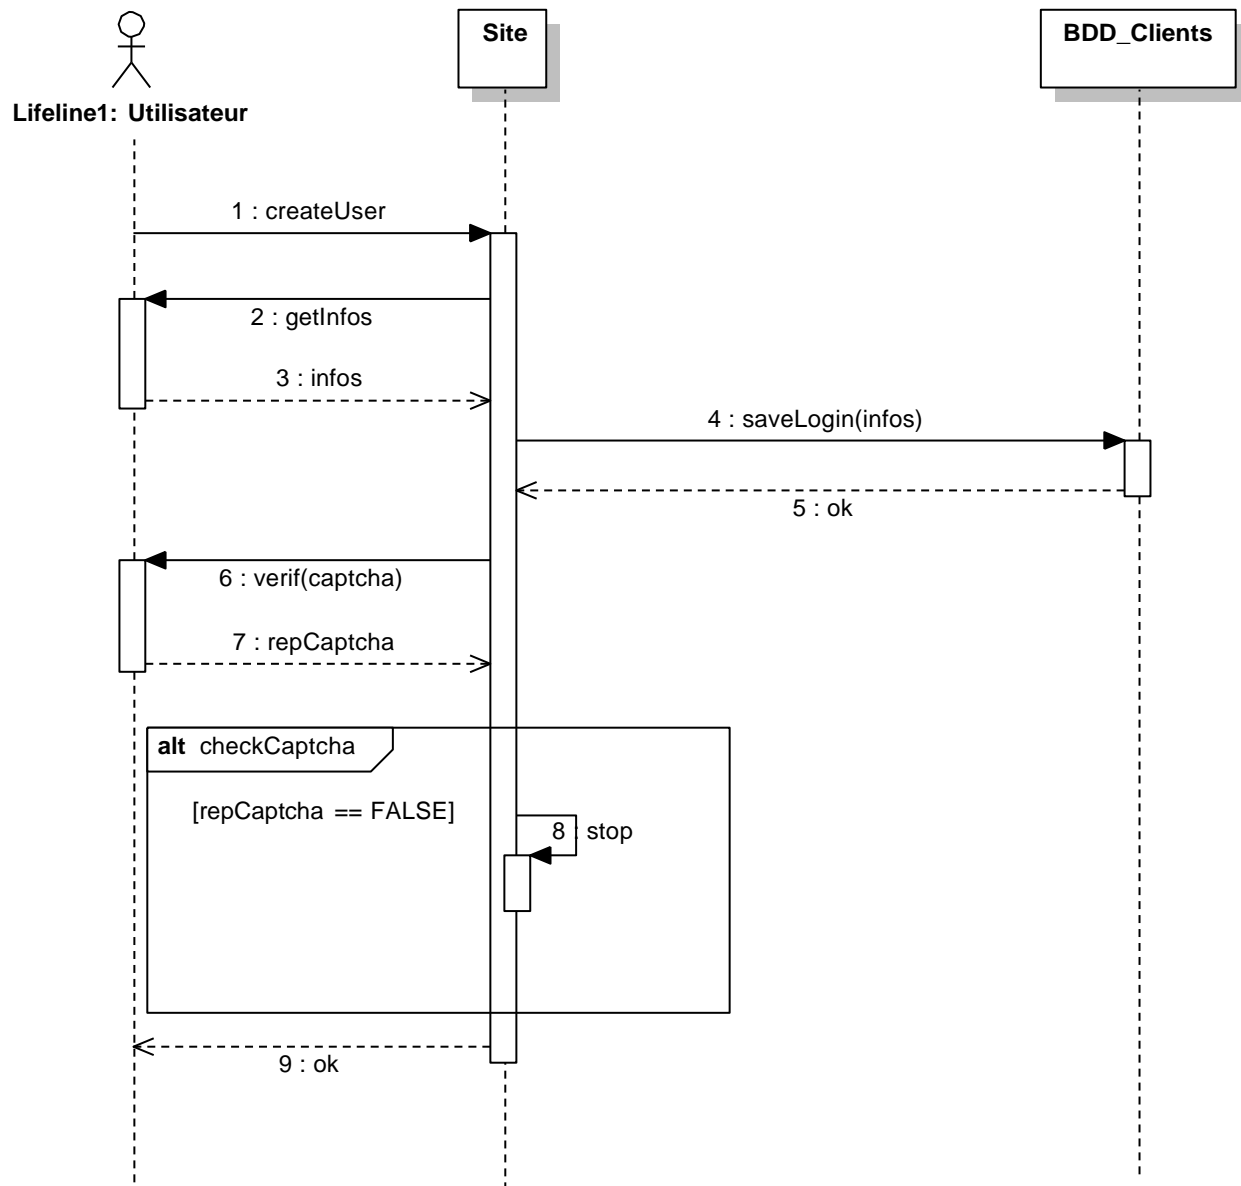 Site
BDD_Clients
Lifeline1: Utilisateur
1 : createUser
2 : getInfos
3 : infos
4 : saveLogin(infos)
5 : ok
6 : verif(captcha)
7 : repCaptcha
alt checkCaptcha
[repCaptcha == FALSE]
8 : stop
9 : ok